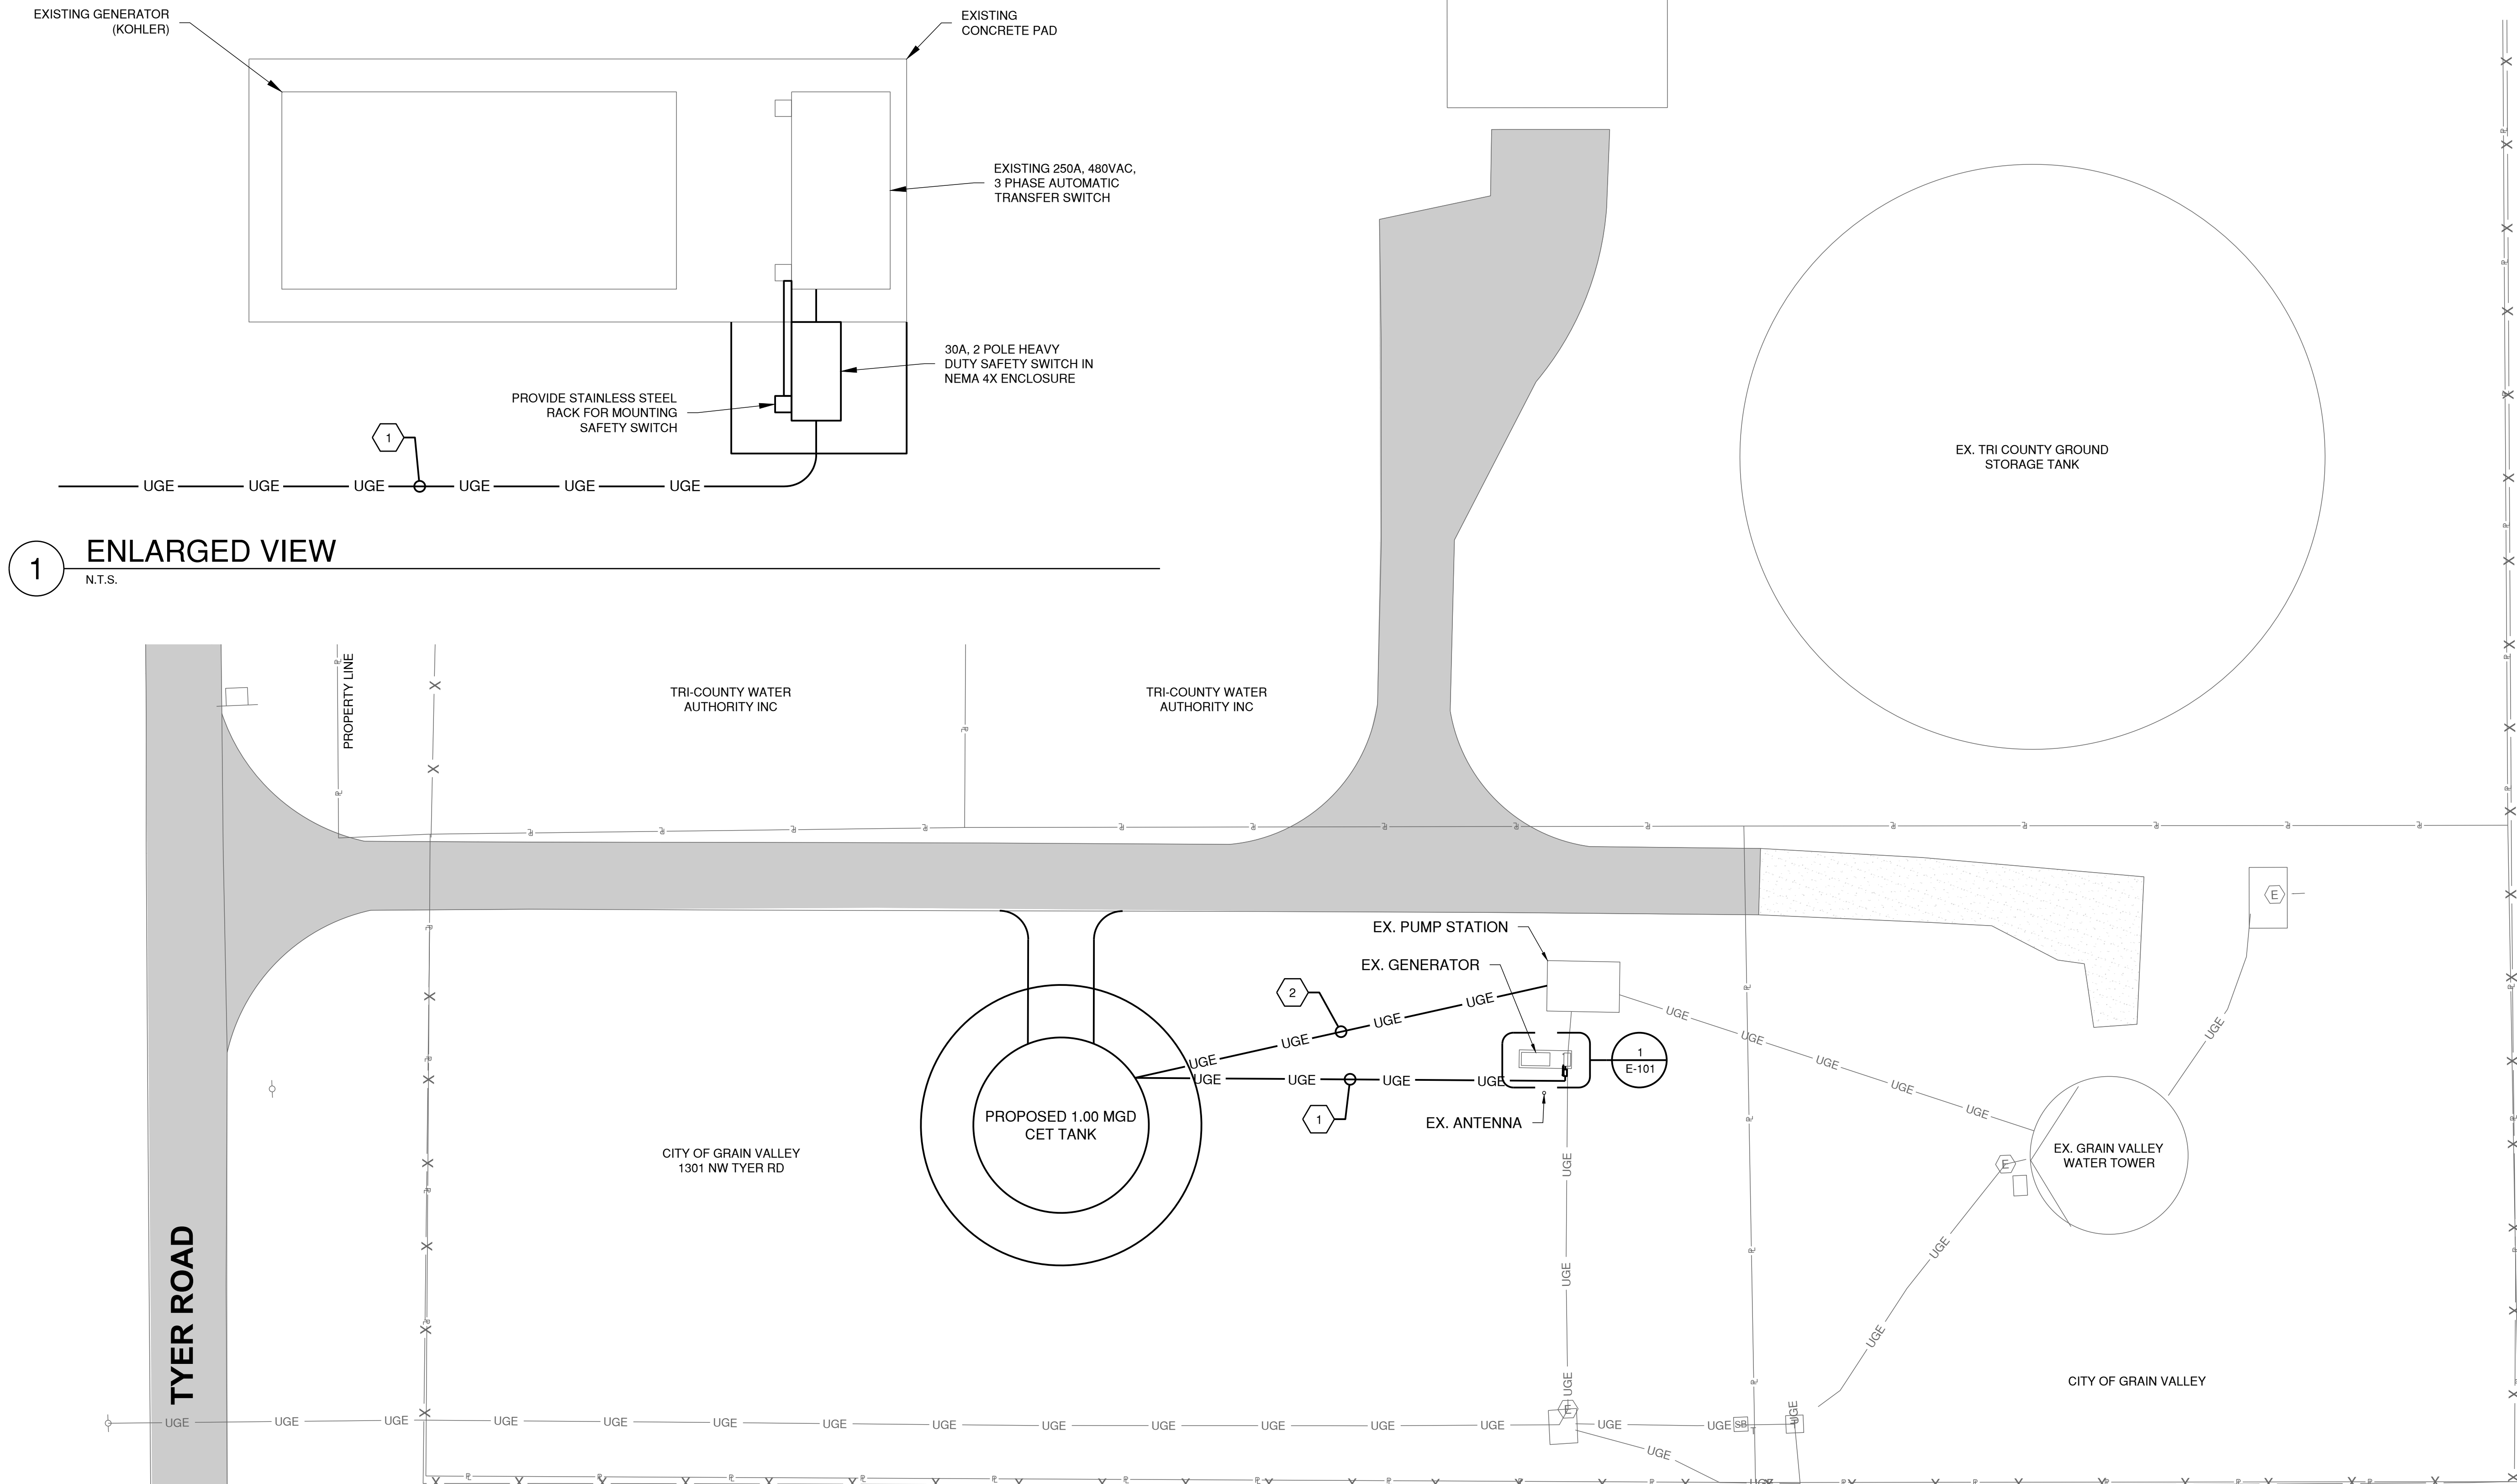 EXISTING GENERATOR
(KOHLER)
EXISTING
CONCRETE PAD
EXISTING 250A, 480VAC,
3 PHASE AUTOMATIC
TRANSFER SWITCH
30A, 2 POLE HEAVY
DUTY SAFETY SWITCH IN
NEMA 4X ENCLOSURE
PROVIDE STAINLESS STEEL
RACK FOR MOUNTING
SAFETY SWITCH
1
UGE UGE UGE UGE UGE UGE
1
ENLARGED VIEW
N.T.S.
EX. TRI COUNTY GROUND
STORAGE TANK
PROPERTY LINE
TRI-COUNTY WATER
AUTHORITY INC
TRI-COUNTY WATER
AUTHORITY INC
EX. PUMP STATION
EX. GENERATOR
2
UGE UGE UGE UGE
UGE UGE UGE UGE
1
1
E-101
EX. ANTENNA
PROPOSED 1.00 MGD
CET TANK
CITY OF GRAIN VALLEY
1301 NW TYER RD
TYER ROAD
UGE UGE UGE UGE UGE
E
UGE
E
EX. GRAIN VALLEY
WATER TOWER
UGE
UGE
UGE
UGE
UGE
CITY OF GRAIN VALLEY
UGE UGE UGE UGE UGE UGE UGE UGE UGE UGE UGE UGE UGE
E
UGE UGE
SB
T
UGE
UGE